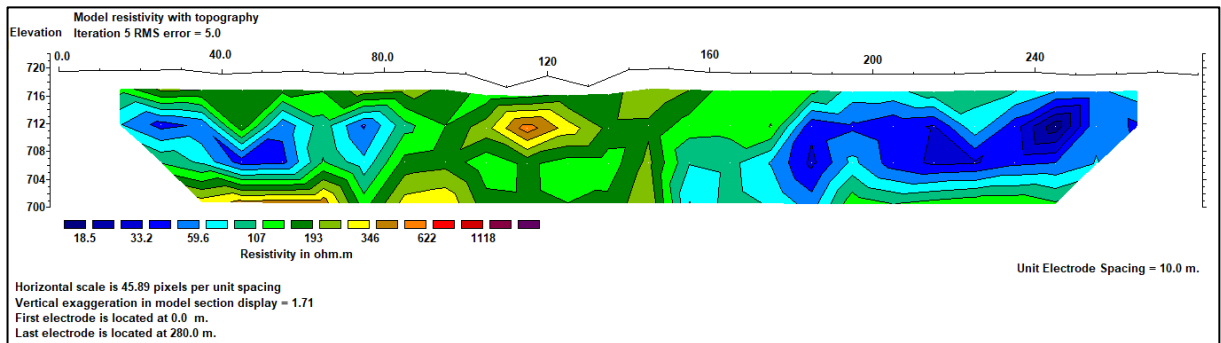 Model resistivity with topography
Elevation Iteration 5 RMS error = 5.0
0.0 40.0 80.0 120 160 200 240
720
716
712
708
704
700
18.5 33.2 59.6 107 193 346 622 1118
Resistivity in ohm.m
Unit Electrode Spacing = 10.0 m.
Horizontal scale is 45.89 pixels per unit spacing
Vertical exaggeration in model section display = 1.71
First electrode is located at 0.0 m.
Last electrode is located at 280.0 m.